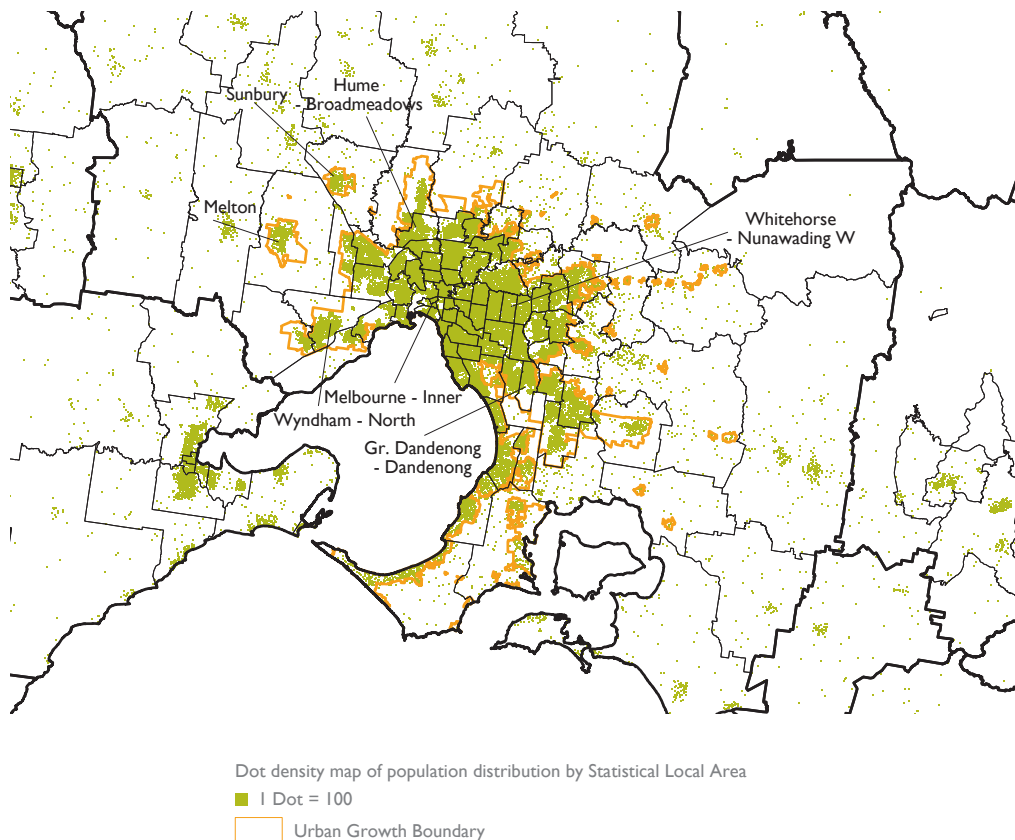 Hume
- Broadmeadows
Sunbury
Melton
Whitehorse
- Nunawading W
Melbourne - Inner
Wyndham - North
Gr. Dandenong
- Dandenong
Dot density map of population distribution by Statistical Local Area
1 Dot = 100
Urban Growth Boundary